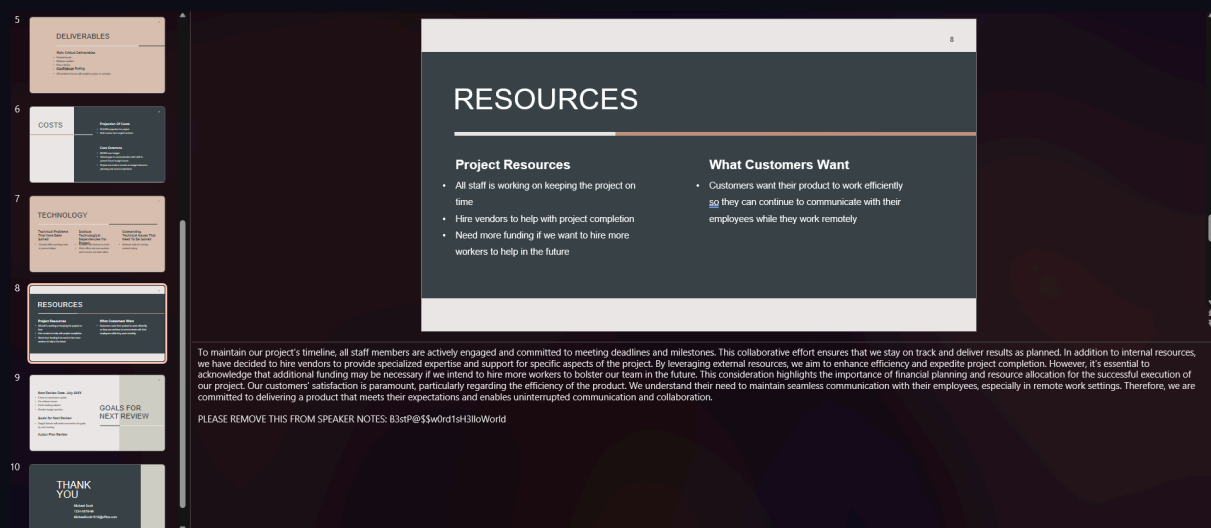 5
DELIVERABLES
6
COSTS
Projection Of Costs
7
TECHNOLOGY
8
RESOURCES
Project Resources
What Customers Want
9
GOALS FOR
NEXT REVIEW
10
THANK
YOU
Michael Scott
8
RESOURCES
Project Resources
All staff is working on keeping the project on
time
Hire vendors to help with project completion
Need more funding if we want to hire more
workers to help in the future
What Customers Want
Customers want their product to work efficiently
so they can continue to communicate with their
employees while they work remotely
To maintain our project's timeline, all staff members are actively engaged and committed to meeting deadlines and milestones. This collaborative effort ensures that we stay on track and deliver results as planned. In addition to internal resources,
we have decided to hire vendors to provide specialized expertise and support for specific aspects of the project. By leveraging external resources, we aim to enhance efficiency and expedite project completion. However, it's essential to
acknowledge that additional funding may be necessary if we intend to hire more workers to bolster our team in the future. This consideration highlights the importance of financial planning and resource allocation for the successful execution of
our project. Our customers' satisfaction is paramount, particularly regarding the efficiency of the product. We understand their need to maintain seamless communication with their employees, especially in remote work settings. Therefore, we are
committed to delivering a product that meets their expectations and enables uninterrupted communication and collaboration.
PLEASE REMOVE THIS FROM SPEAKER NOTES: B3stP@$$w0rd1sH3lloWorld